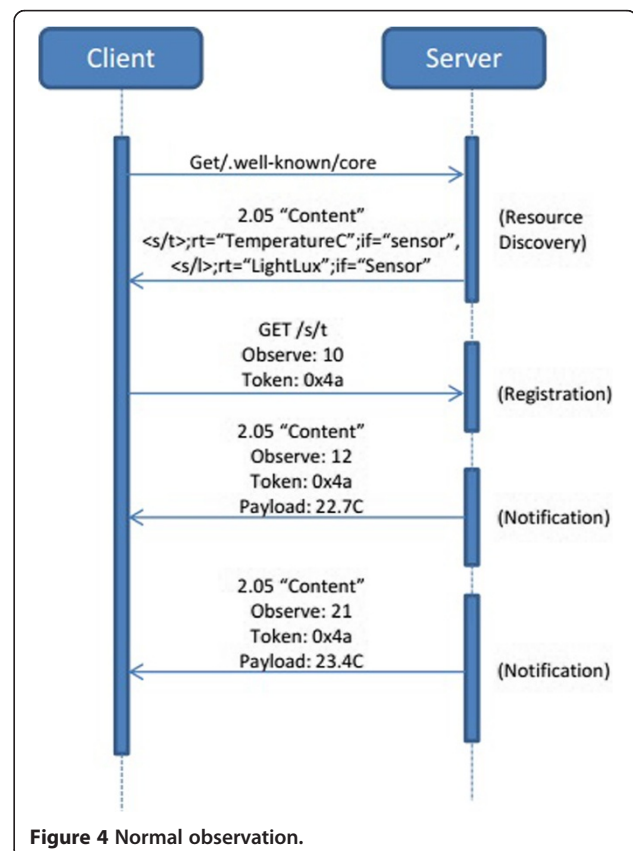 Client
Server
Get/.well-known/core
2.05 “Content”
<s/t>;rt=“TemperatureC”;if=“sensor”,
<s/l>;rt=“LightLux”;if=“Sensor”
(Resource
Discovery)
GET /s/t
Observe: 10
Token: 0x4a
(Registration)
2.05 “Content”
Observe: 12
Token: 0x4a
Payload: 22.7C
(Notification)
2.05 “Content”
Observe: 21
Token: 0x4a
Payload: 23.4C
(Notification)
Figure 4 Normal observation.